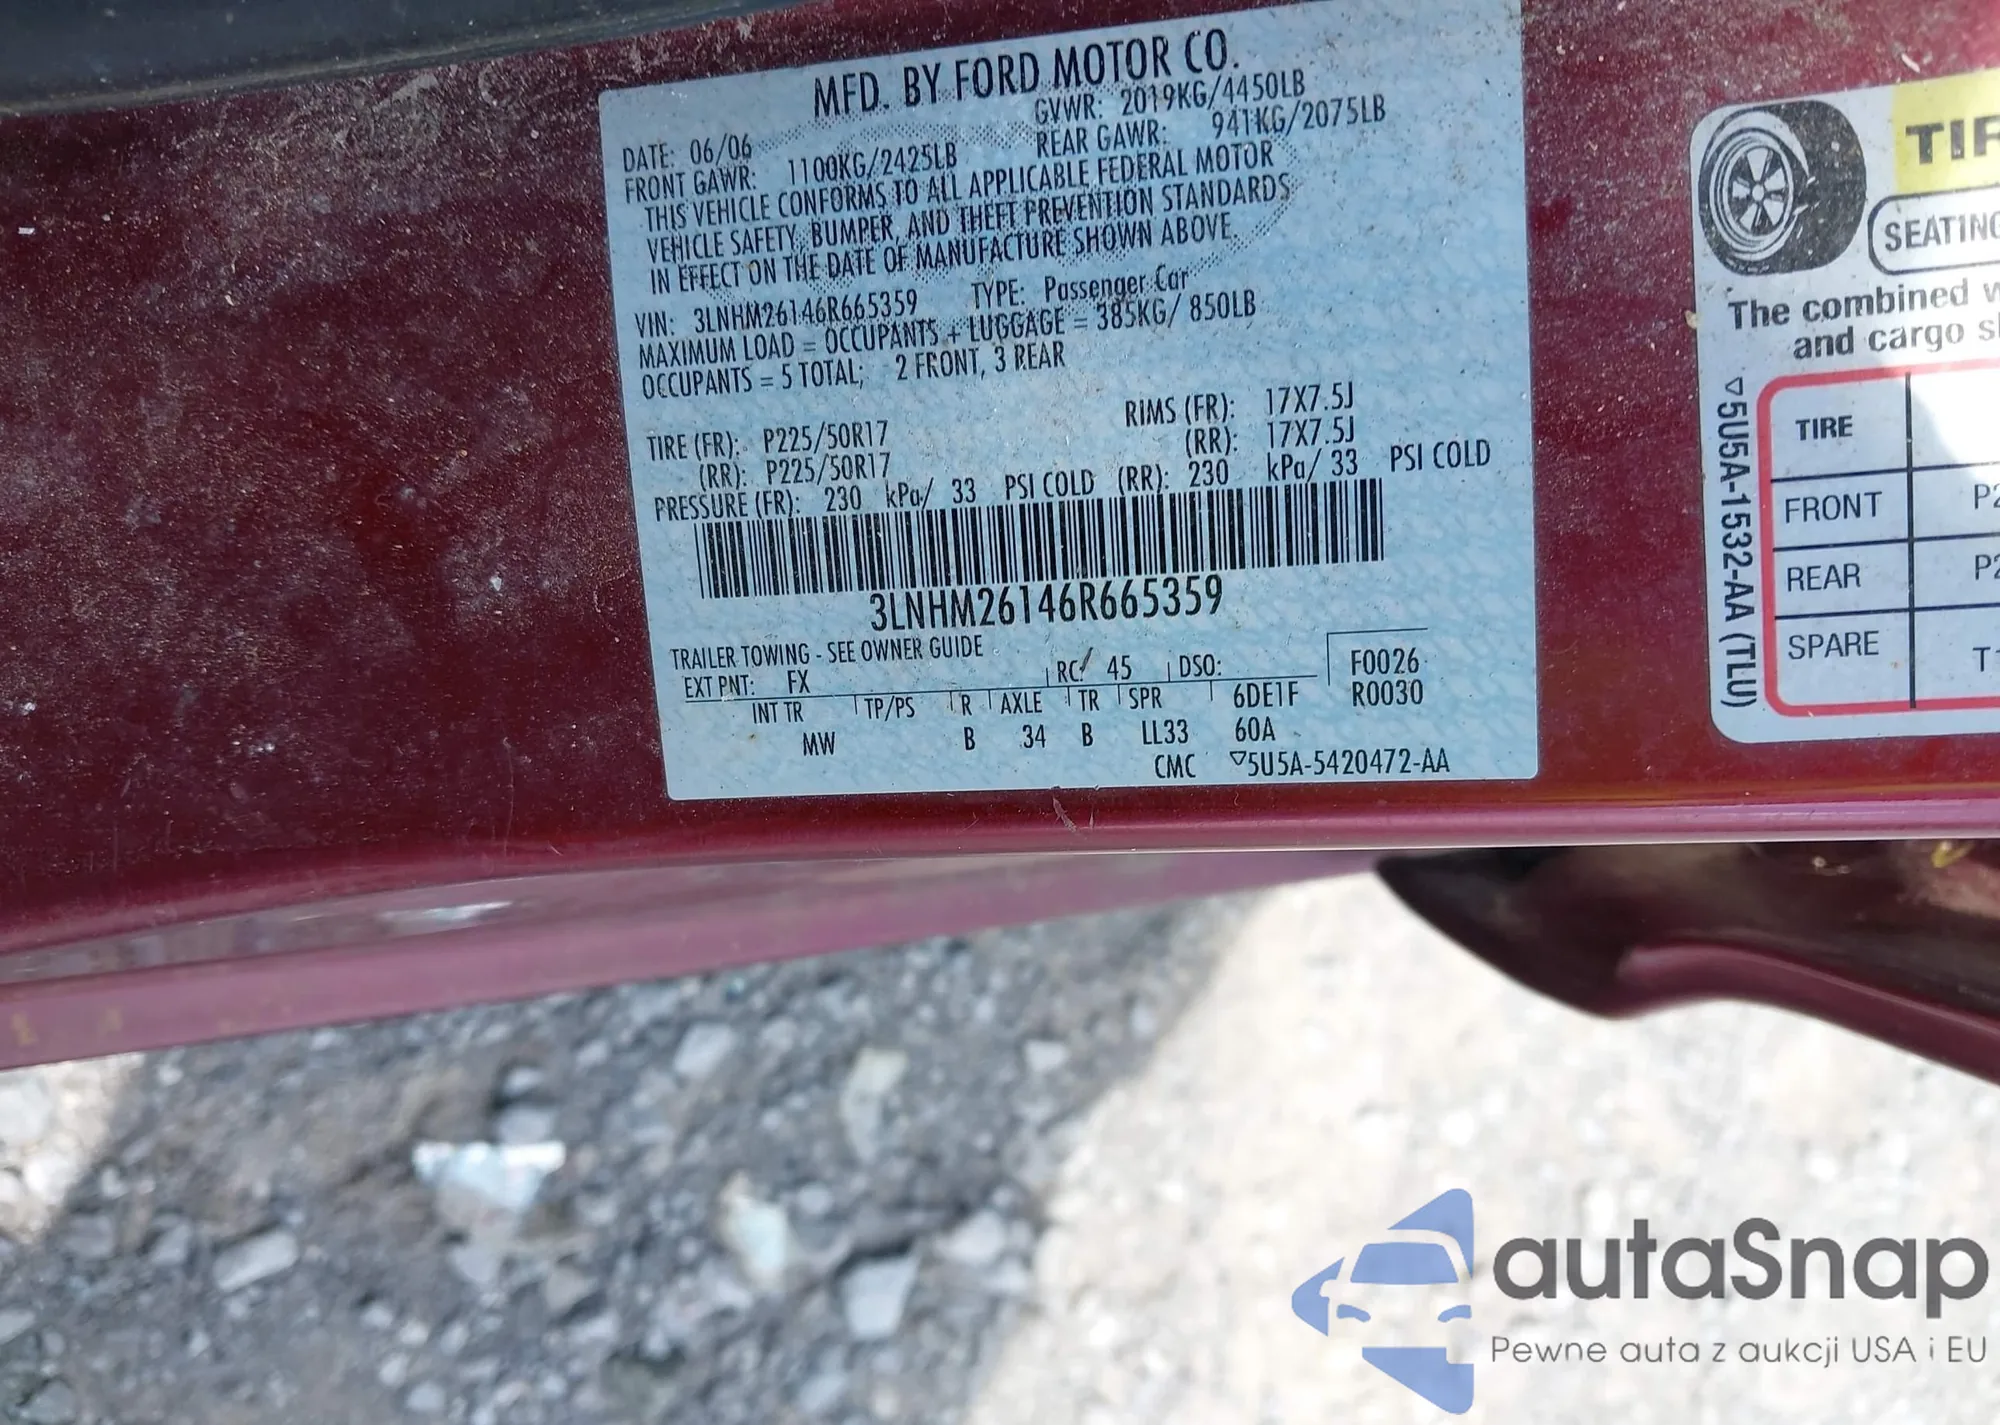 MFD. BY FORD MOTOR CO.
DATE: 06/06 GVWR: 2019KG/4450LB
FRONT GAWR: 1100KG/2425LB REAR GAWR: 941KG/2075LB
THIS VEHICLE CONFORMS TO ALL APPLICABLE FEDERAL MOTOR
VEHICLE SAFETY, BUMPER, AND THEFT PREVENTION STANDARDS
IN EFFECT ON THE DATE OF MANUFACTURE SHOWN ABOVE
VIN: 3LNHM26146R665359 TYPE: Passenger Car
MAXIMUM LOAD = OCCUPANTS + LUGGAGE = 385KG/ 850LB
OCCUPANTS = 5 TOTAL; 2 FRONT, 3 REAR
TIRE (FR): P225/50R17 RIMS (FR): 17X7.5J
(RR): P225/50R17 (RR): 17X7.5J
PRESSURE (FR): 230 kPa/ 33 PSI COLD (RR): 230 kPa/ 33 PSI COLD
3LNHM26146R665359
TRAILER TOWING - SEE OWNER GUIDE
EXT PNT: FX RC: 45 DSO: F0026
INT TR TP/PS R AXLE TR SPR 6DE1F R0030
MW B 34 B LL33 60A
CMC 5U5A-5420472-AA
TIR
SEATING
The combined w
and cargo s
TIRE
FRONT P2
REAR P2
SPARE T1
5U5A-1532-AA (TLU)
autaSnap
Pewne auta z aukcji USA i EU